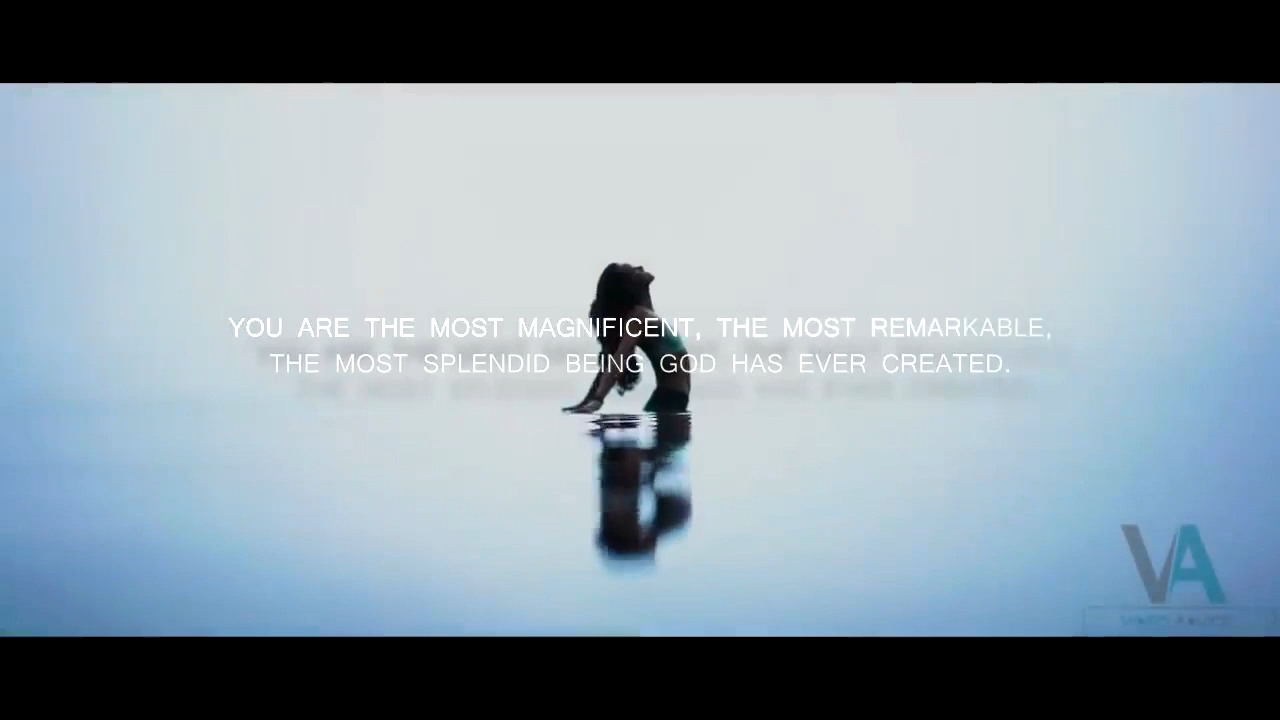 YOU ARE THE MOST MAGNIFICENT, THE MOST REMARKABLE,
THE MOST SPLENDID BEING GOD HAS EVER CREATED.
VA